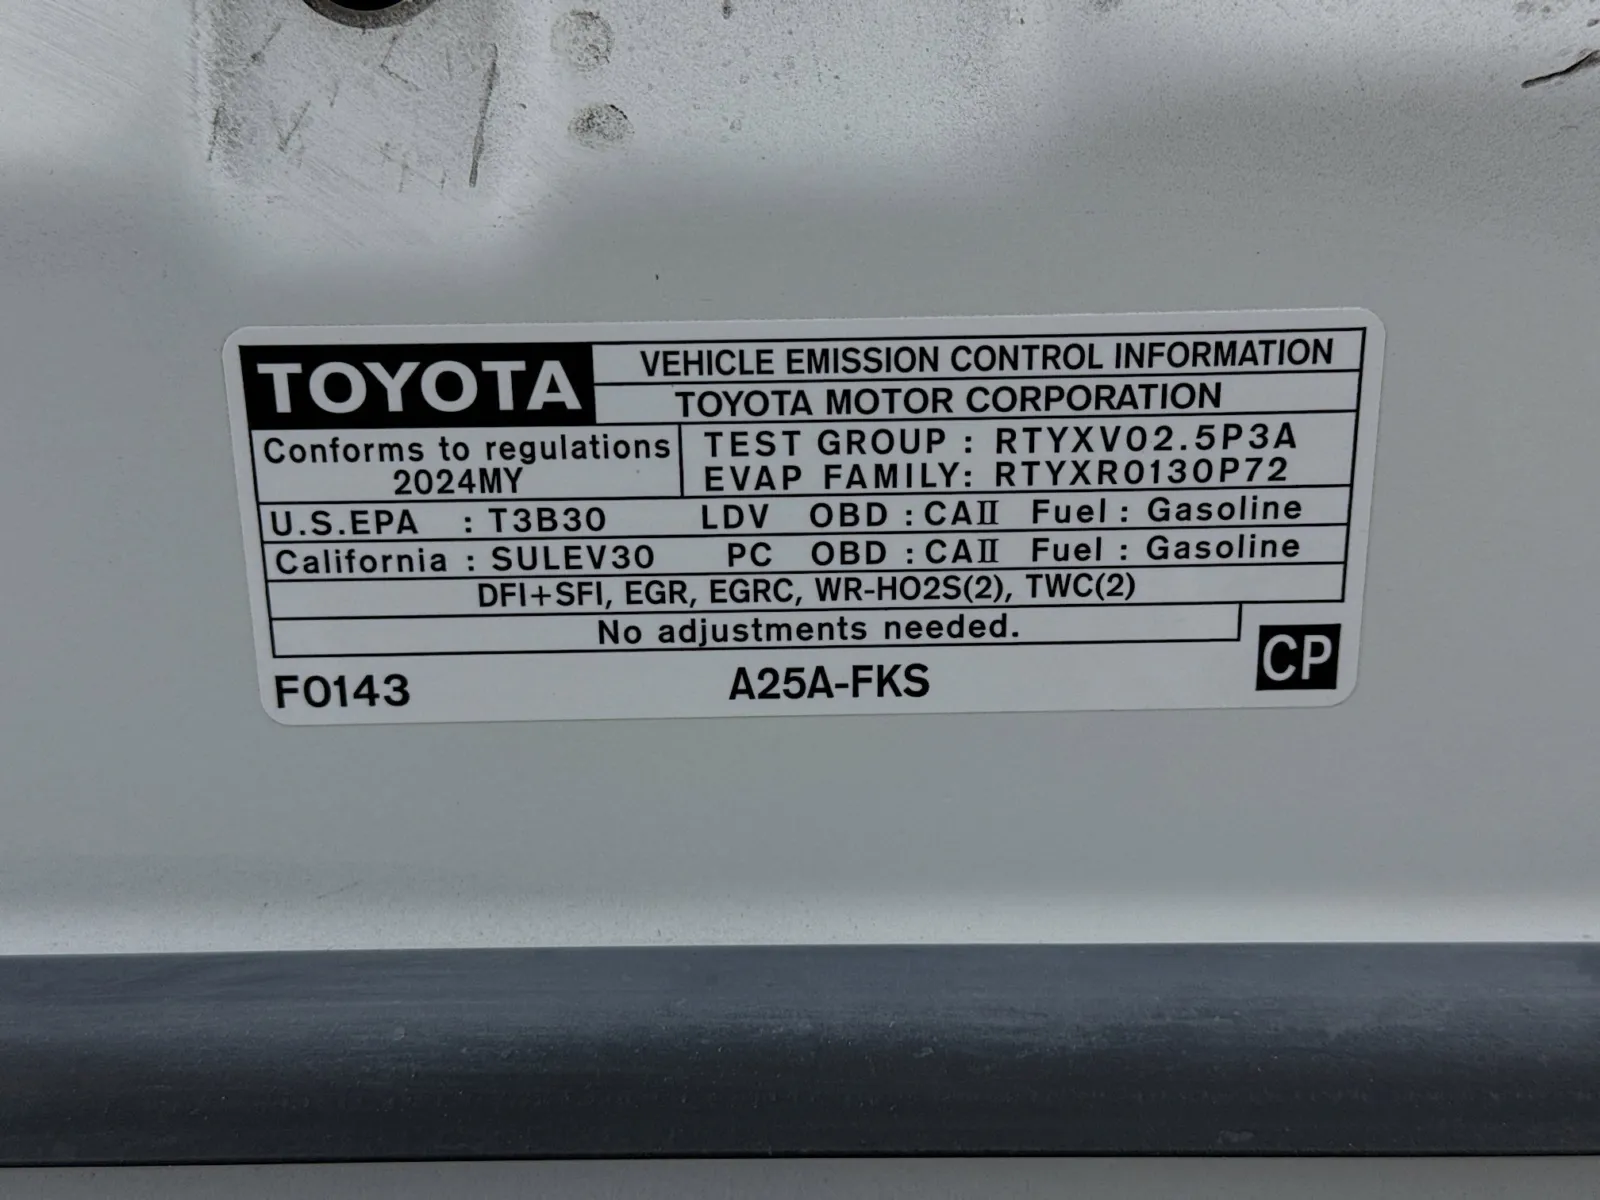 TOYOTA
VEHICLE EMISSION CONTROL INFORMATION
TOYOTA MOTOR CORPORATION
Conforms to regulations
2024MY
TEST GROUP : RTYXV02.5P3A
EVAP FAMILY: RTYXR0130P72
U.S.EPA : T3B30 LDV OBD : CAⅡ Fuel : Gasoline
California : SULEV30 PC OBD : CAⅡ Fuel : Gasoline
DFI+SFI, EGR, EGRC, WR-HO2S(2), TWC(2)
No adjustments needed.
F0143 A25A-FKS CP